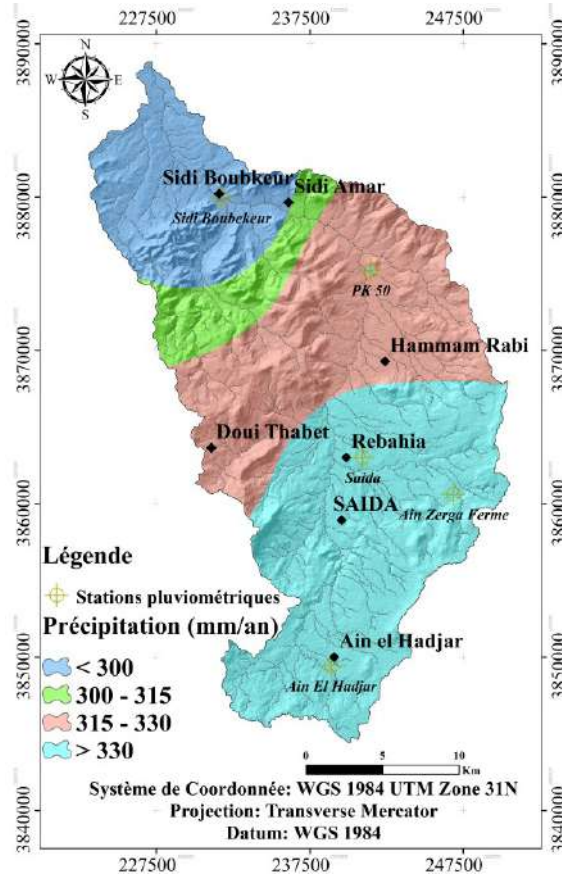 227500 237500 247500
3890000 3890000
N
W E
S
Sidi Boubkeur
Sidi Amar
3880000 3880000
Sidi Boubekeur
PK 50
3870000 3870000
Hammam Rabi
Doui Thabet
Rebahia
Saida
3860000 3860000
Ain Zerga Ferme
SAIDA
Légende
Stations pluviométriques
Précipitation (mm/an)
Ain el Hadjar
3850000 3850000
< 300
Ain El Hadjar
300 - 315
315 - 330
> 330
0 5 10
Km
Système de Coordonnée: WGS 1984 UTM Zone 31N
Projection: Transverse Mercator
Datum: WGS 1984
3840000 3840000
227500 237500 247500